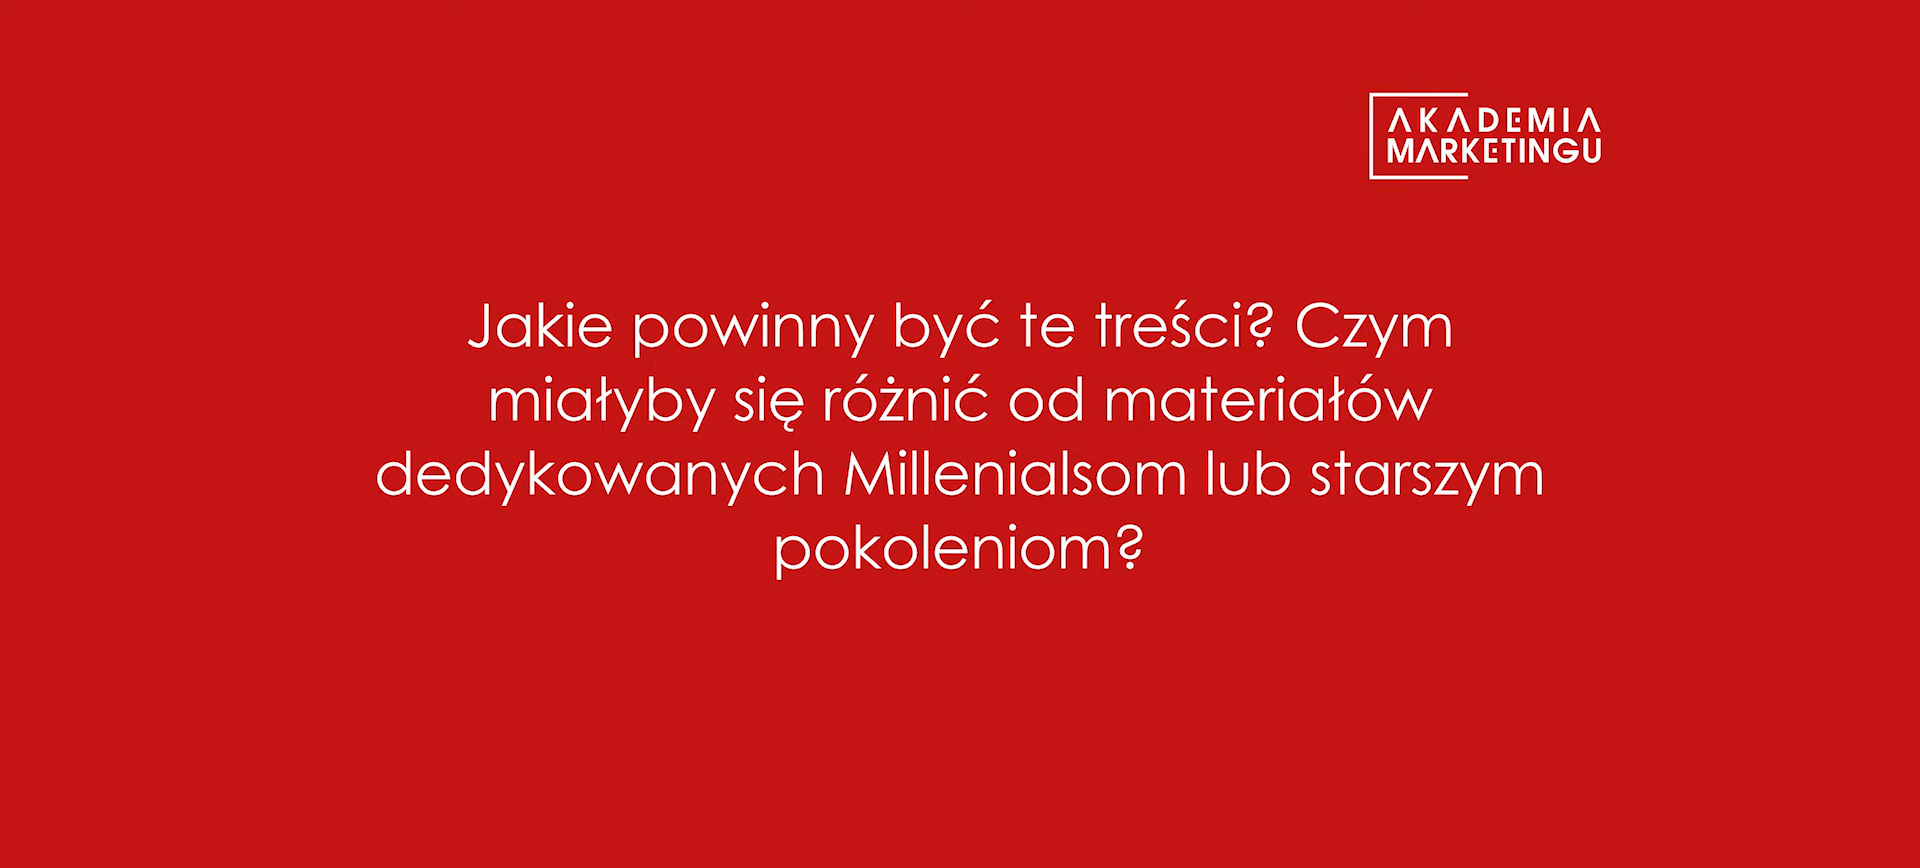 AKADEMIA
MARKETINGU
Jakie powinny być te treści? Czym
miałyby się różnić od materiałów
dedykowanych Millenialsom lub starszym
pokoleniom?